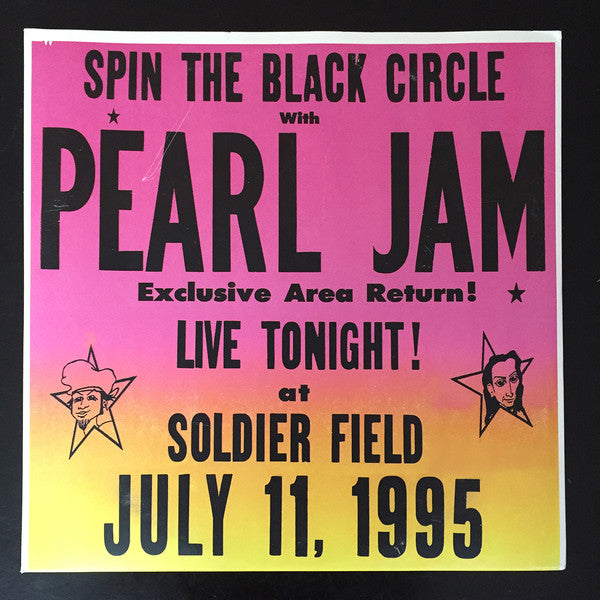 SPIN THE BLACK CIRCLE
With
PEARL JAM
Exclusive Area Return!
LIVE TONIGHT!
at
SOLDIER FIELD
JULY 11, 1995